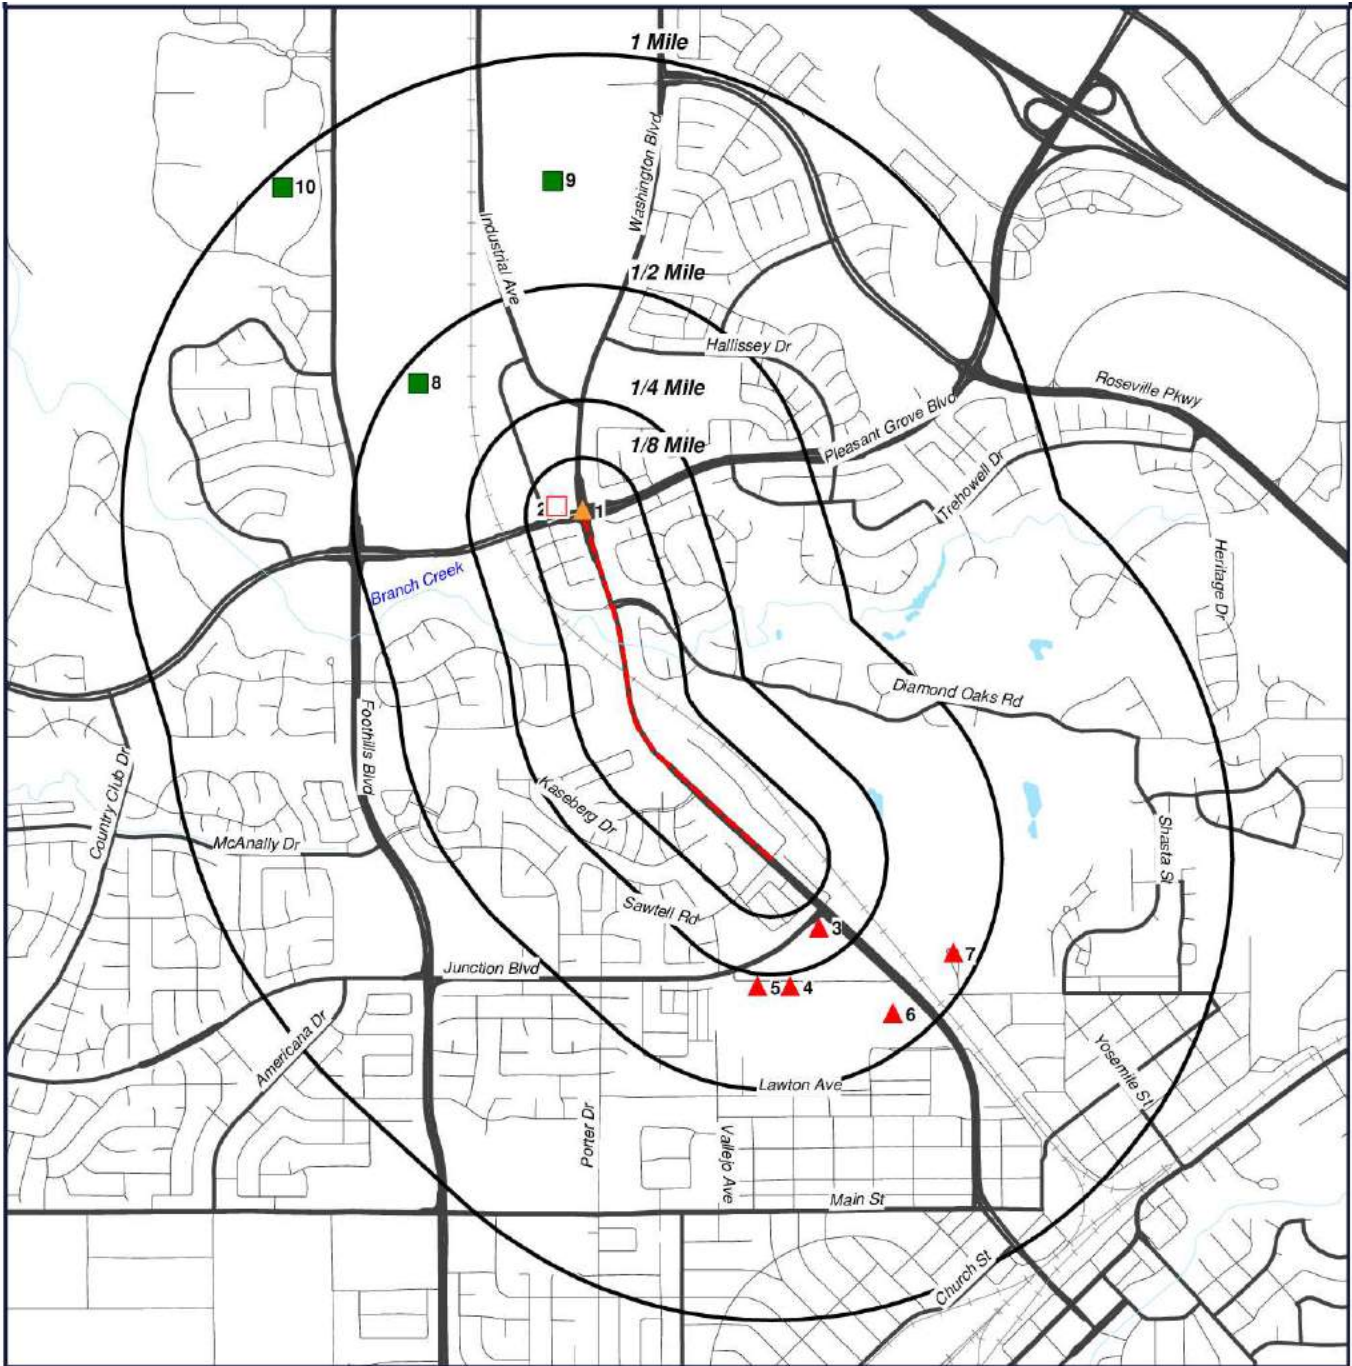 1 Mile
Washington Blvd
10
9
Industrial Ave
1/2 Mile
Hallissey Dr
8
1/4 Mile
Roseville Pkwy
Pleasant Grove Blvd
1/8 Mile
Trehowell Dr
2
1
Branch Creek
Heritage Dr
Diamond Oaks Rd
Foothills Blvd
Country Club Dr
Kaseberg Dr
McAnally Dr
Shasta St
Sawtell Rd
3
Junction Blvd
7
5
4
6
Americana Dr
Yosemile St
Lawton Ave
Porter Dr
Vallejo Ave
Main St
Church St